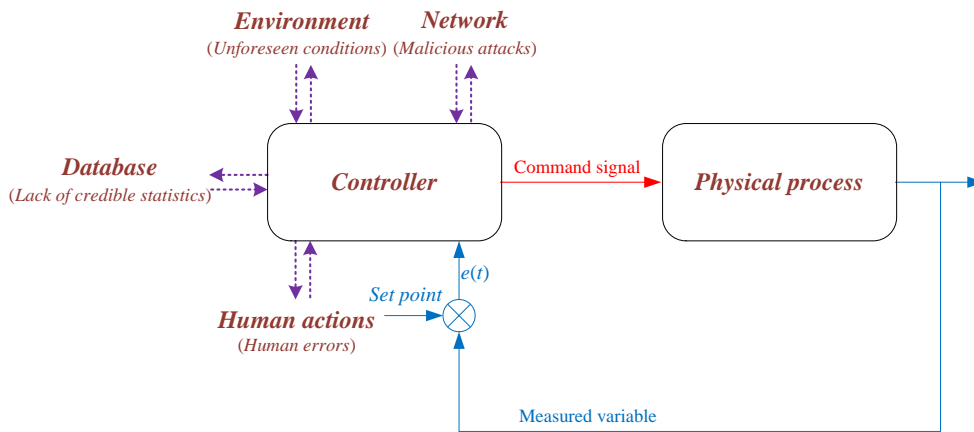 Environment
(Unforeseen conditions)
Network
(Malicious attacks)
Database
(Lack of credible statistics)
Controller
Command signal
Physical process
e(t)
Set point
Human actions
(Human errors)
Measured variable